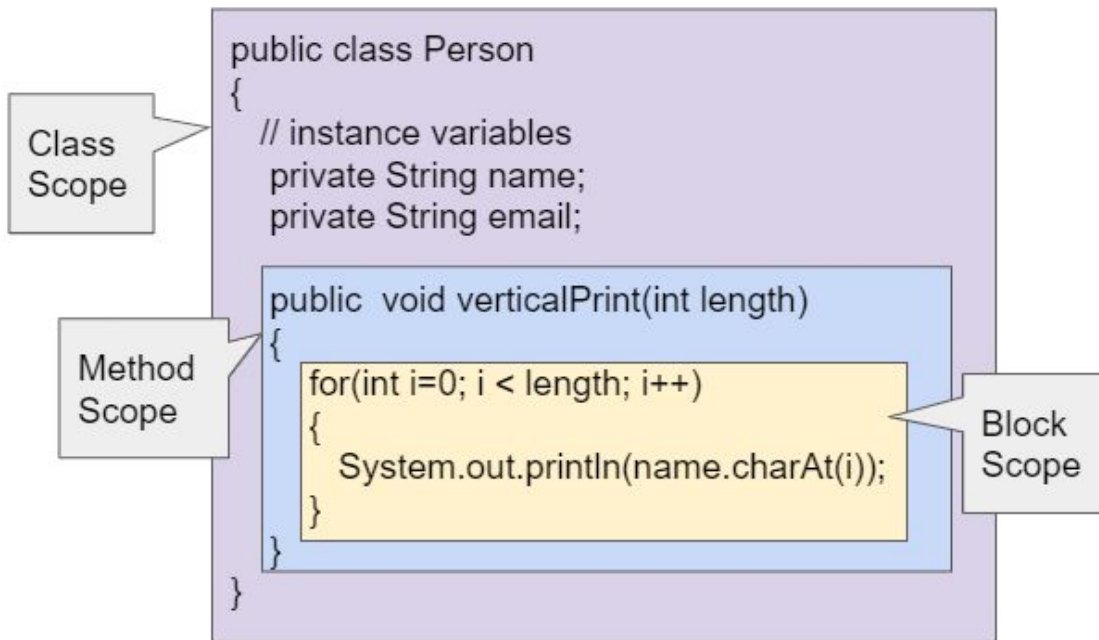 public class Person
{
// instance variables
private String name;
private String email;
Class
Scope
public  void verticalPrint(int length)
{
for(int i=0; i < length; i++)
{
System.out.println(name.charAt(i));
}
}
}
Method
Scope
Block
Scope